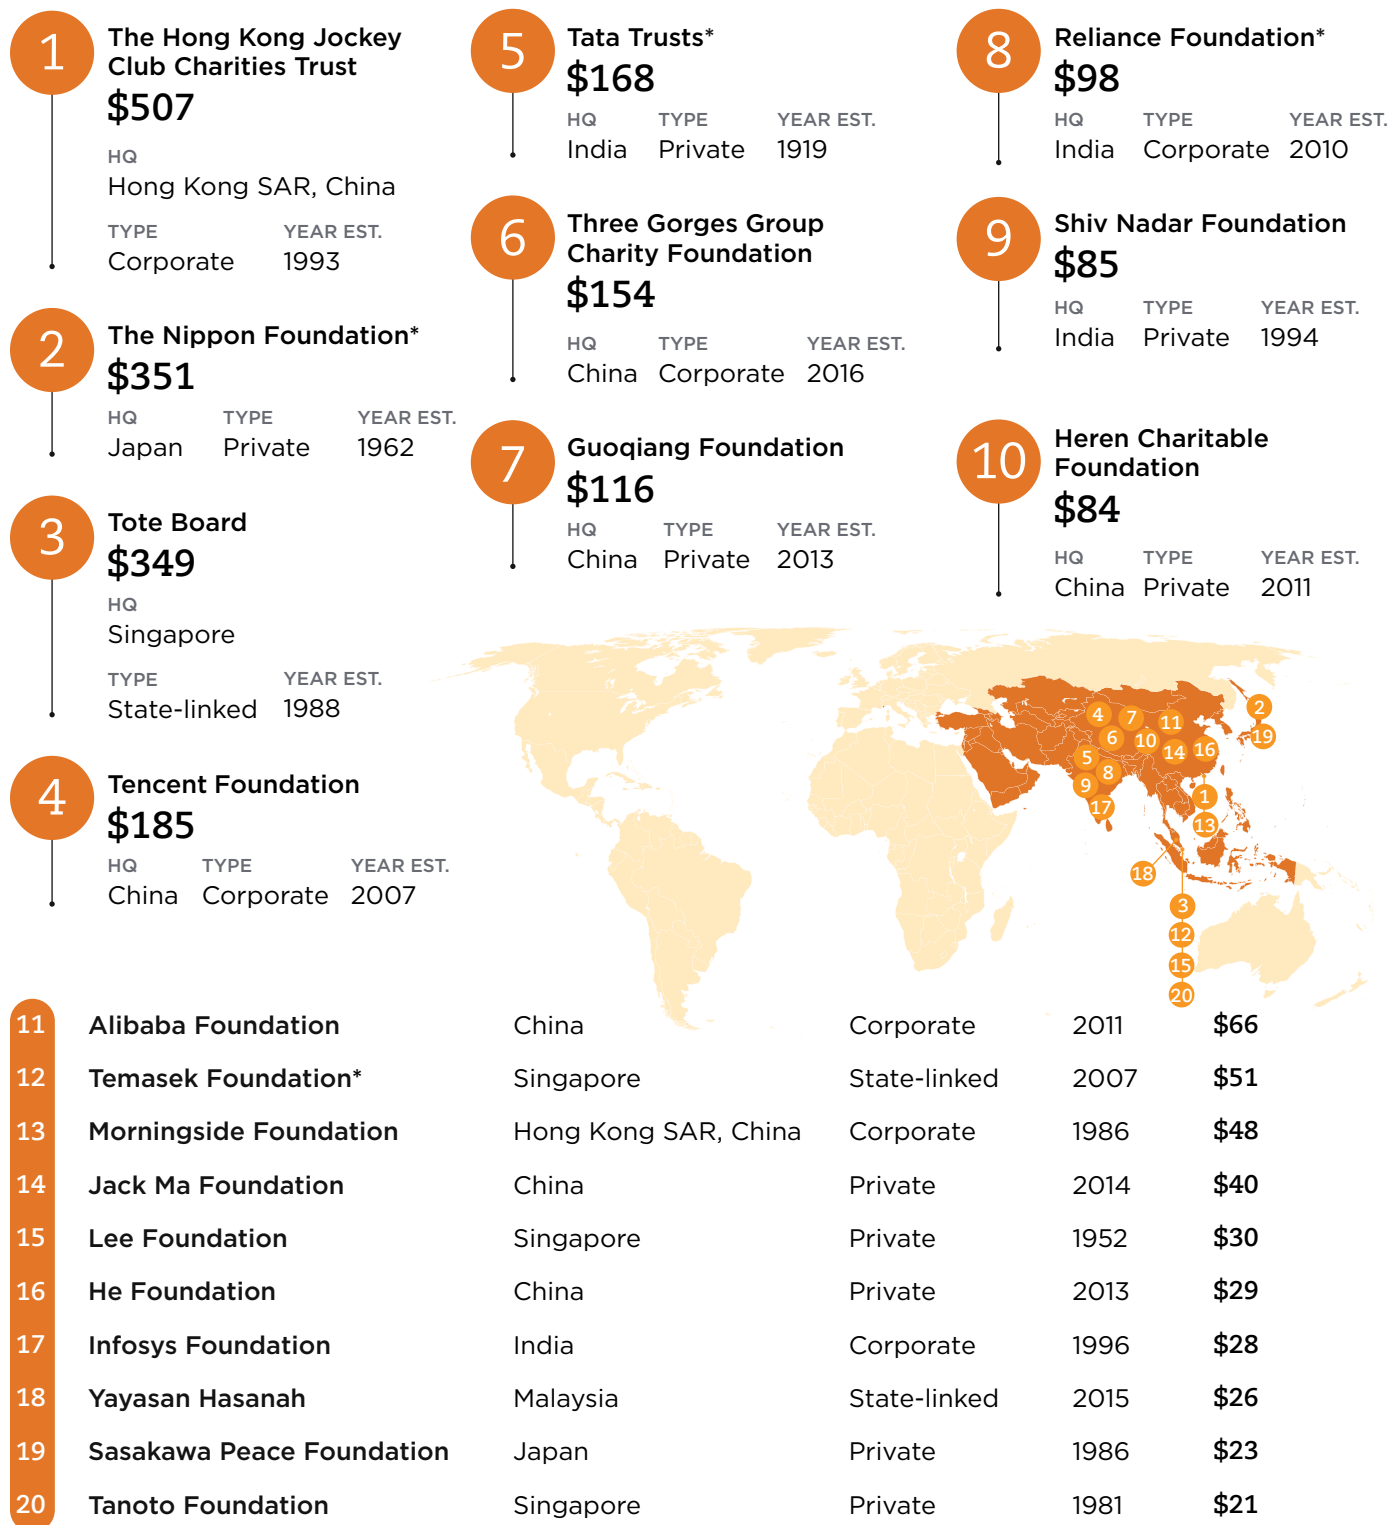 1
The Hong Kong Jockey
Club Charities Trust
$507
HQ
Hong Kong SAR, China
TYPE YEAR EST.
Corporate 1993
2
The Nippon Foundation*
$351
HQ TYPE YEAR EST.
Japan Private 1962
3
Tote Board
$349
HQ
Singapore
TYPE YEAR EST.
State-linked 1988
4
Tencent Foundation
$185
HQ TYPE YEAR EST.
China Corporate 2007
5
Tata Trusts*
$168
HQ TYPE YEAR EST.
India Private 1919
6
Three Gorges Group
Charity Foundation
$154
HQ TYPE YEAR EST.
China Corporate 2016
7
Guoqiang Foundation
$116
HQ TYPE YEAR EST.
China Private 2013
8
Reliance Foundation*
$98
HQ TYPE YEAR EST.
India Corporate 2010
9
Shiv Nadar Foundation
$85
HQ TYPE YEAR EST.
India Private 1994
10
Heren Charitable
Foundation
$84
HQ TYPE YEAR EST.
China Private 2011
2
4 7 11
19
6 10 14 16
5
8
9
1
17
13
18
3
12
15
20
11 Alibaba Foundation China Corporate 2011 $66
12 Temasek Foundation* Singapore State-linked 2007 $51
13 Morningside Foundation Hong Kong SAR, China Corporate 1986 $48
14 Jack Ma Foundation China Private 2014 $40
15 Lee Foundation Singapore Private 1952 $30
16 He Foundation China Private 2013 $29
17 Infosys Foundation India Corporate 1996 $28
18 Yayasan Hasanah Malaysia State-linked 2015 $26
19 Sasakawa Peace Foundation Japan Private 1986 $23
20 Tanoto Foundation Singapore Private 1981 $21